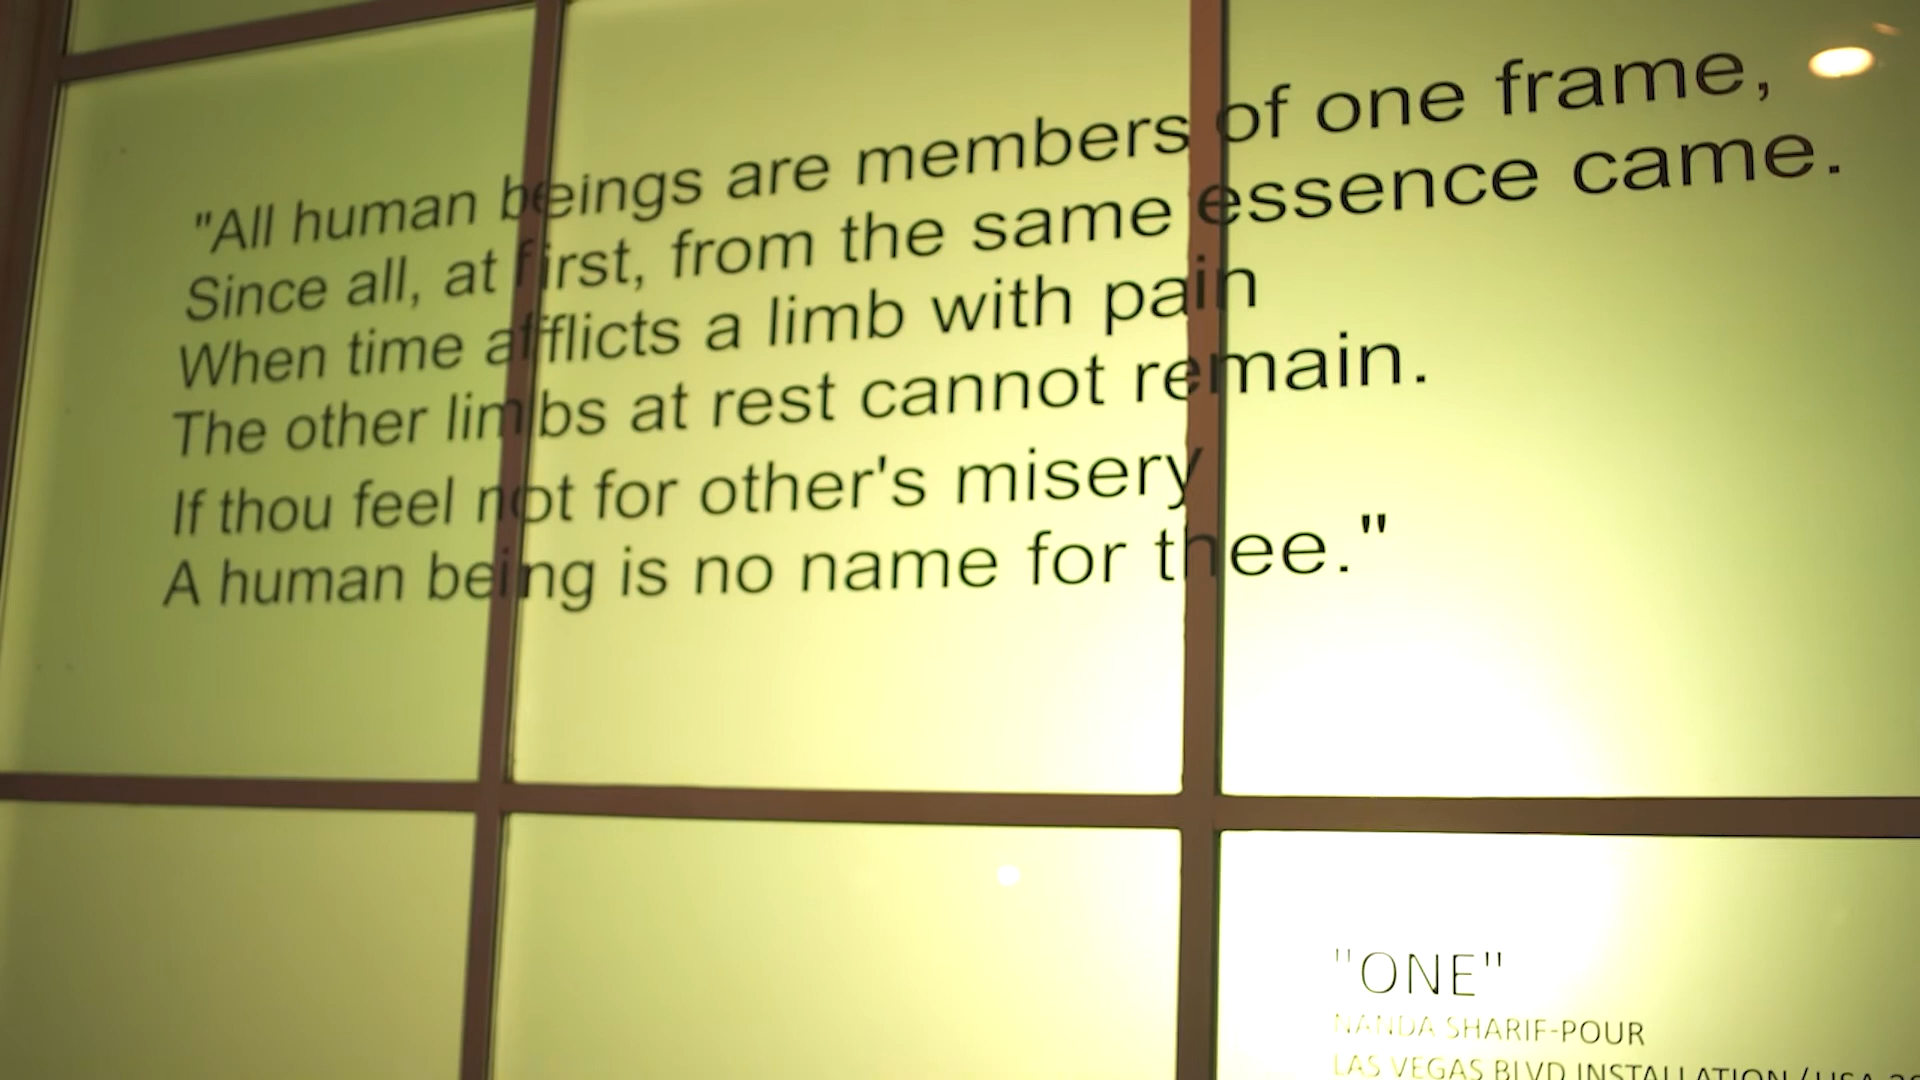 "All human beings are members of one frame,
Since all, at first, from the same essence came.
When time afflicts a limb with pain
The other limbs at rest cannot remain.
If thou feel not for other's misery
A human being is no name for thee."
"ONE"
NANDA SHARIF-POUR
LAS VEGAS BLVD INSTALLATION / USA